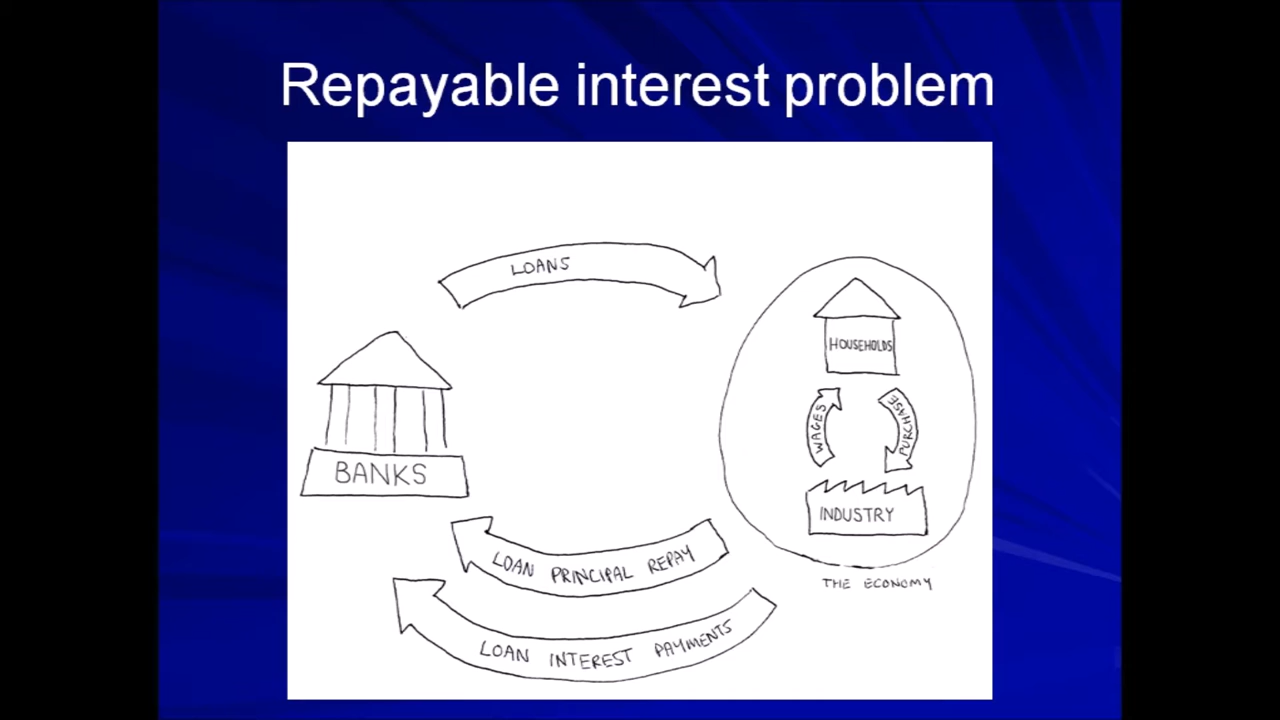 Repayable interest problem
LOANS
HOUSEHOLDS
WAGES
PURCHASE
BANKS
INDUSTRY
LOAN PRINCIPAL REPAY
THE ECONOMY
LOAN INTEREST PAYMENTS